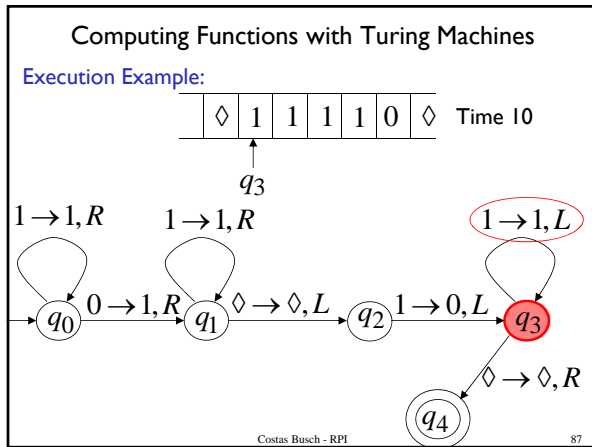 Computing Functions with Turing Machines
Execution Example:
◊ 1 1 1 1 0 ◊ Time 10
q3
1 → 1, R 1 → 1, R 1 → 1, L
q0 0 → 1, R q1 ◊ → ◊, L q2 1 → 0, L q3
◊ → ◊, R
q4
Costas Busch - RPI 87